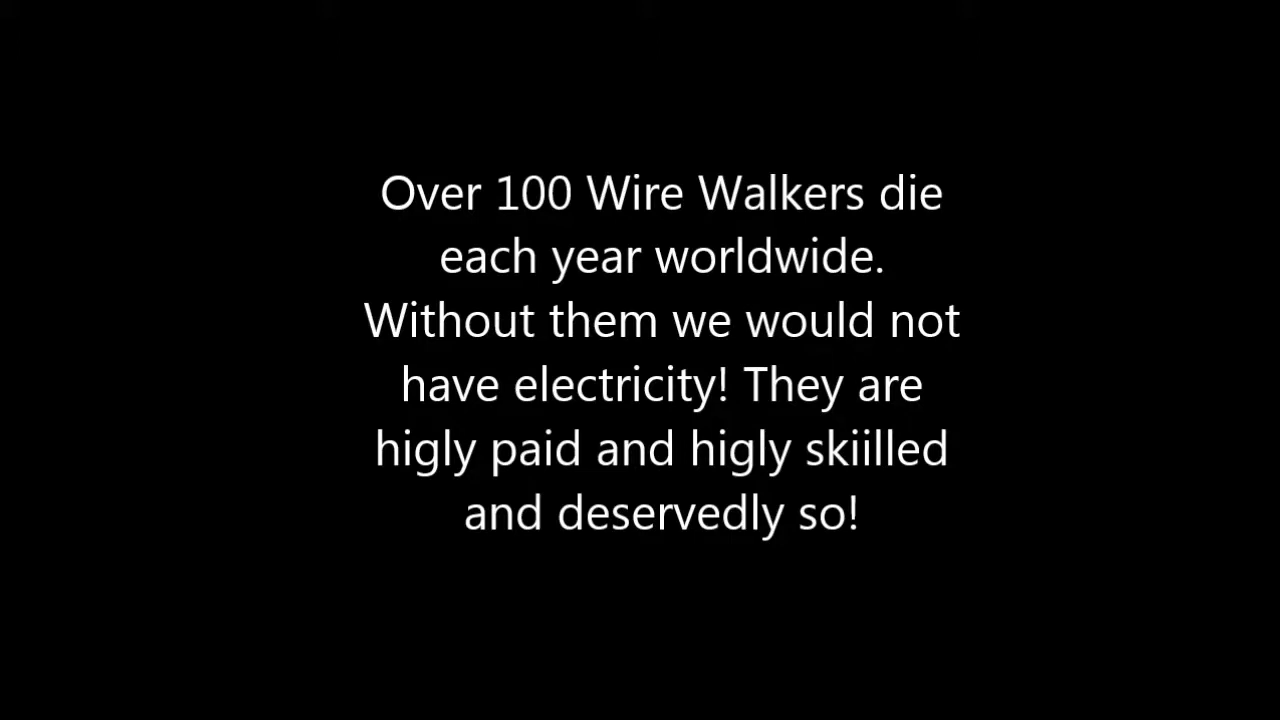 Over 100 Wire Walkers die
each year worldwide.
Without them we would not
have electricity! They are
higly paid and higly skiilled
and deservedly so!